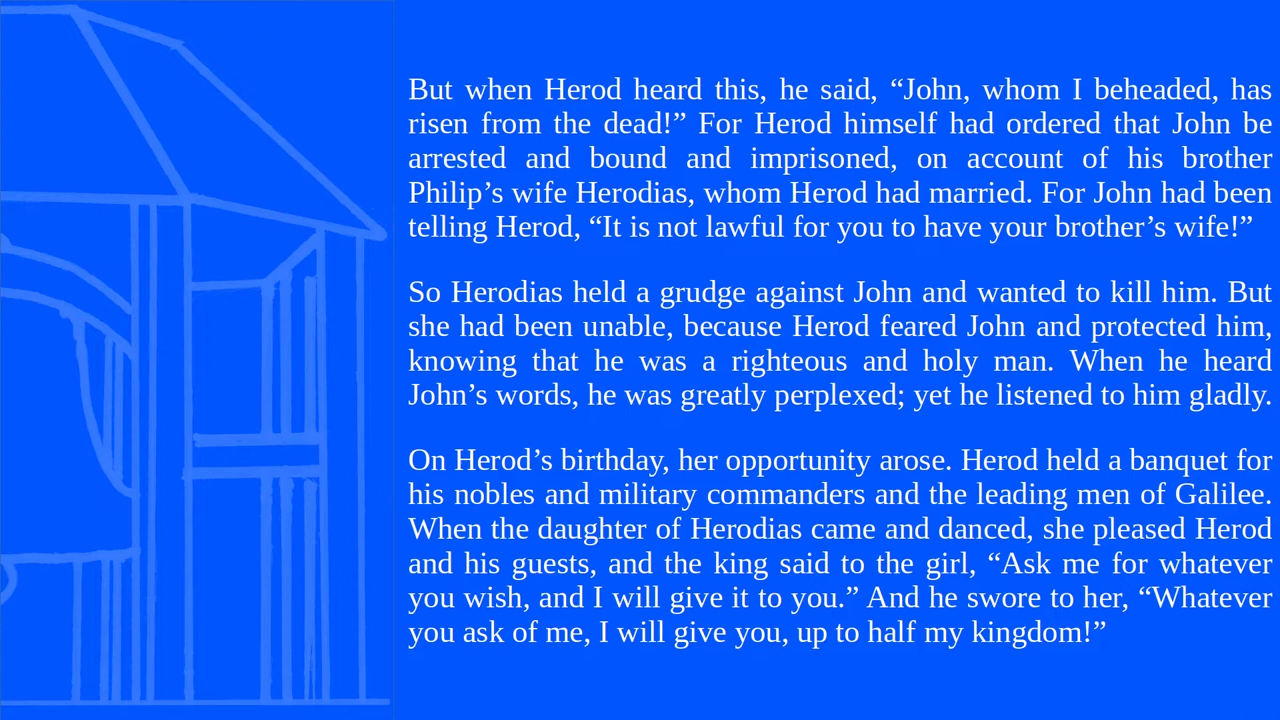 But when Herod heard this, he said, “John, whom I beheaded, has
risen from the dead!” For Herod himself had ordered that John be
arrested and bound and imprisoned, on account of his brother
Philip’s wife Herodias, whom Herod had married. For John had been
telling Herod, “It is not lawful for you to have your brother’s wife!”
So Herodias held a grudge against John and wanted to kill him. But
she had been unable, because Herod feared John and protected him,
knowing that he was a righteous and holy man. When he heard
John’s words, he was greatly perplexed; yet he listened to him gladly.
On Herod’s birthday, her opportunity arose. Herod held a banquet for
his nobles and military commanders and the leading men of Galilee.
When the daughter of Herodias came and danced, she pleased Herod
and his guests, and the king said to the girl, “Ask me for whatever
you wish, and I will give it to you.” And he swore to her, “Whatever
you ask of me, I will give you, up to half my kingdom!”